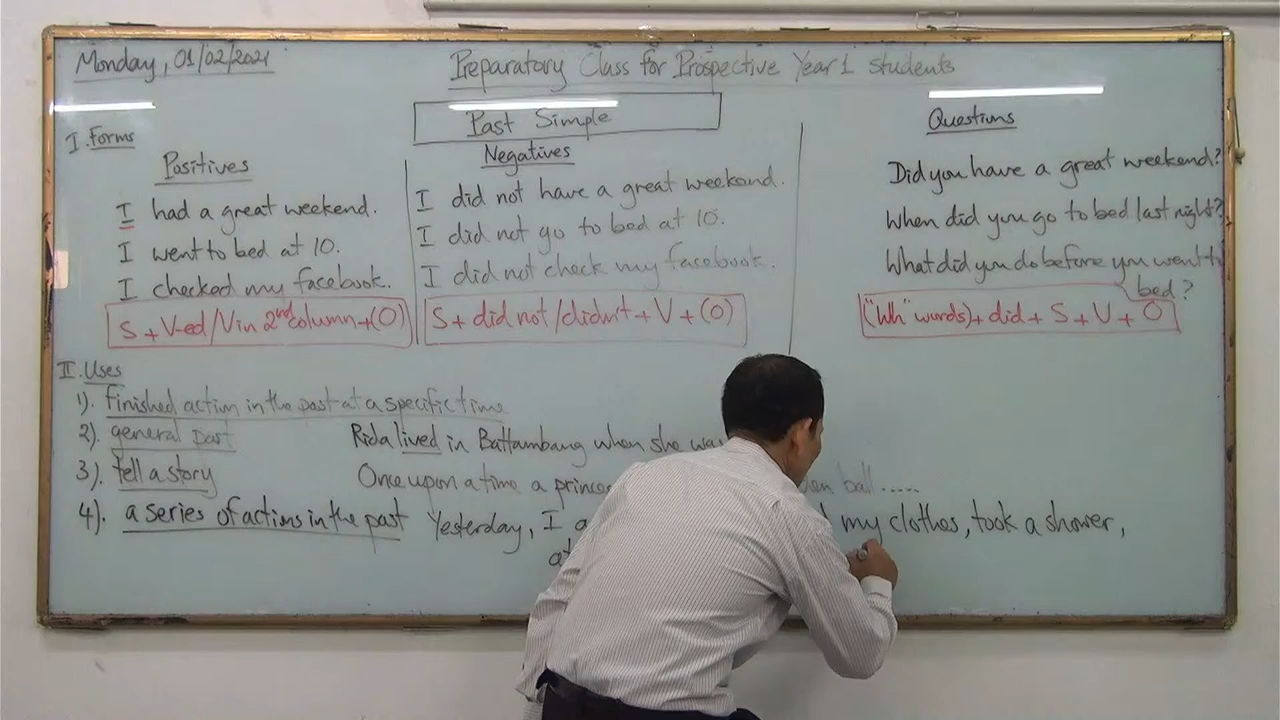 Monday, 01/02/2021
Preparatory Class for Prospective Year 1 students
Past Simple
I. Forms
Positives
I had a great weekend.
I went to bed at 10.
I checked my facebook.
S + V-ed/V in 2nd column + (O)
Negatives
I did not have a great weekend.
I did not go to bed at 10.
I did not check my facebook.
S + did not/didn't + V + (O)
Questions
Did you have a great weekend?
When did you go to bed last night?
What did you do before you went to
bed?
("Wh" words) + did + S + V + O
II. Uses
1). finished action in the past at a specific time
2). general past Rida lived in Battambang when she
3). tell a story Once upon a time a ball.....
4). a series of actions in the past Yesterday, I my clothes, took a shower,